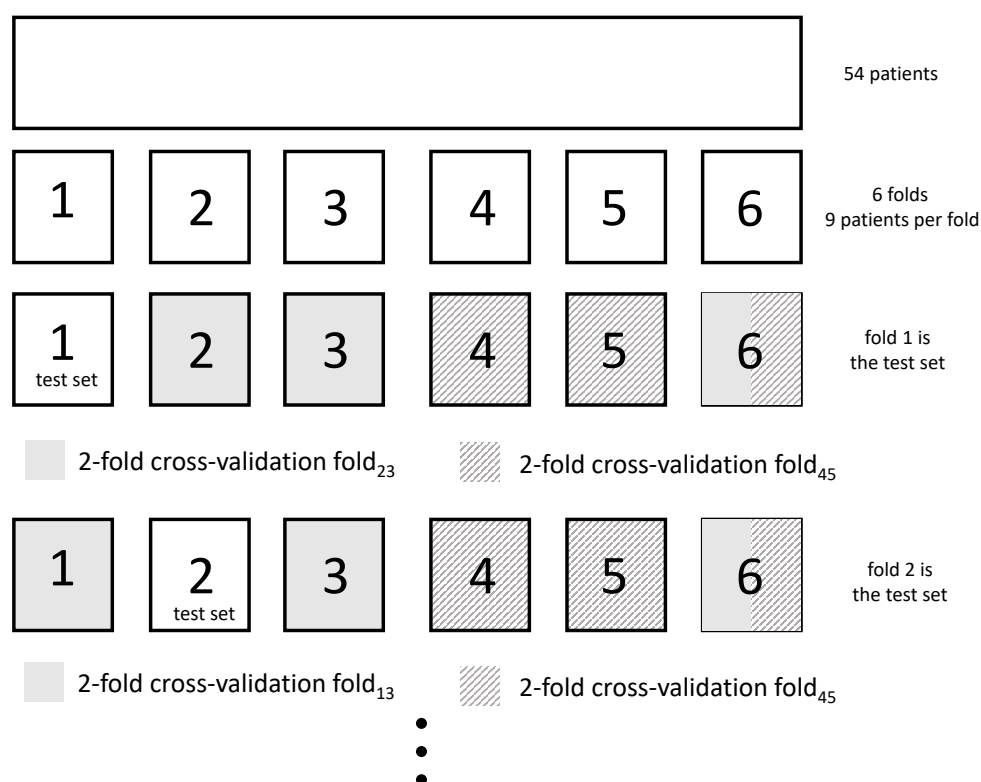 54 patients
1 2 3 4 5 6
6 folds
9 patients per fold
1 2 3 4 5 6
test set
fold 1 is
the test set
2-fold cross-validation fold₂₃ 2-fold cross-validation fold₄₅
1 2 3 4 5 6
test set
fold 2 is
the test set
2-fold cross-validation fold₁₃ 2-fold cross-validation fold₄₅